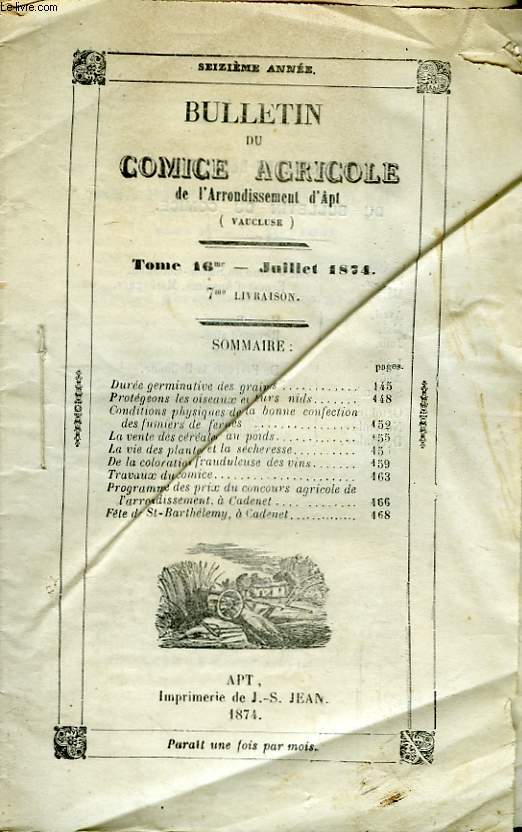 Le-livre.com
SEIZIÈME ANNÉE.
BULLETIN
DU
COMICE AGRICOLE
de l'Arrondissement d'Apt
( VAUCLUSE )
Tome 16me — Juillet 1874.
7me LIVRAISON.
SOMMAIRE :
pages.
Durée germinative des grains ............ 145
Protégeons les oiseaux et leurs nids....... 148
Conditions physiques de la bonne confection
des fumiers de fermes ................ 152
La vente des céréales au poids............. 155
La vie des plantes et la sécheresse.........
De la coloration frauduleuse des vins....... 159
Travaux du comice................... 163
Programme des prix du concours agricole de
l'arrondissement, à Cadenet .... ........ 166
Fête de St-Barthélemy, à Cadenet............. 168
APT,
Imprimerie de J.-S. JEAN.
1874.
Paraît une fois par mois.